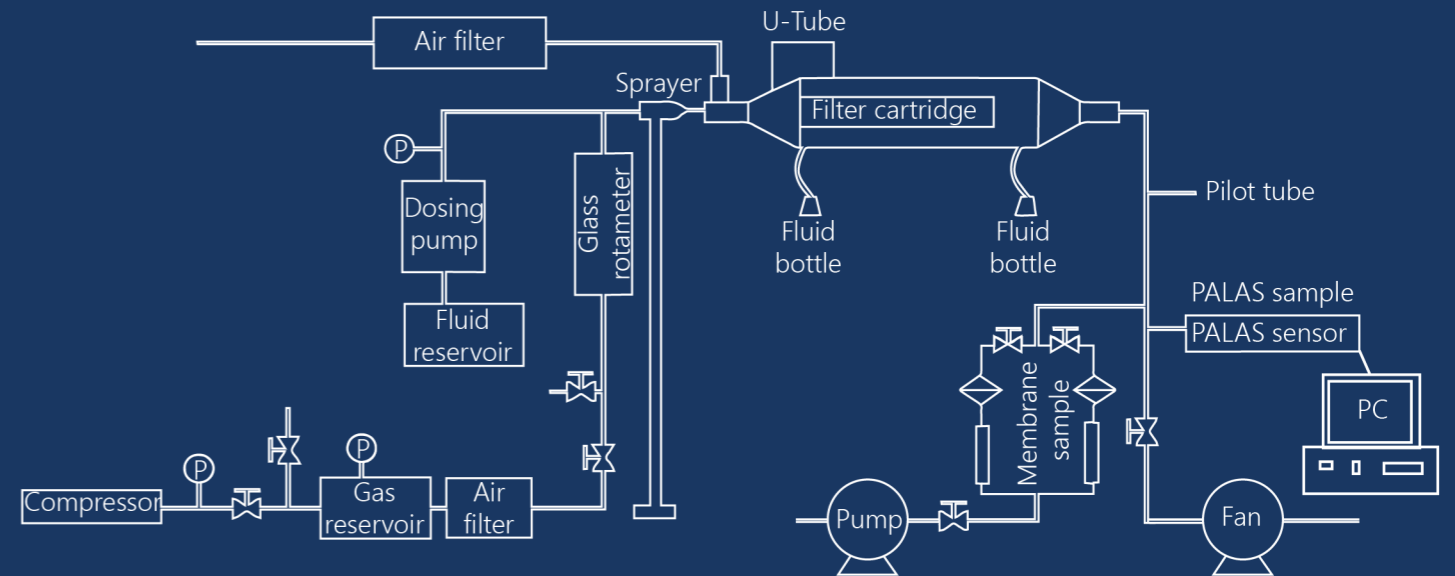 U-Tube
Air filter
Sprayer
Filter cartridge
P
Dosing
pump
Glass
rotameter
Pilot tube
Fluid
bottle
Fluid
bottle
Fluid
reservoir
PALAS sample
PALAS sensor
Membrane
sample
PC
P
P
Compressor
Gas
reservoir
Air
filter
Pump
Fan